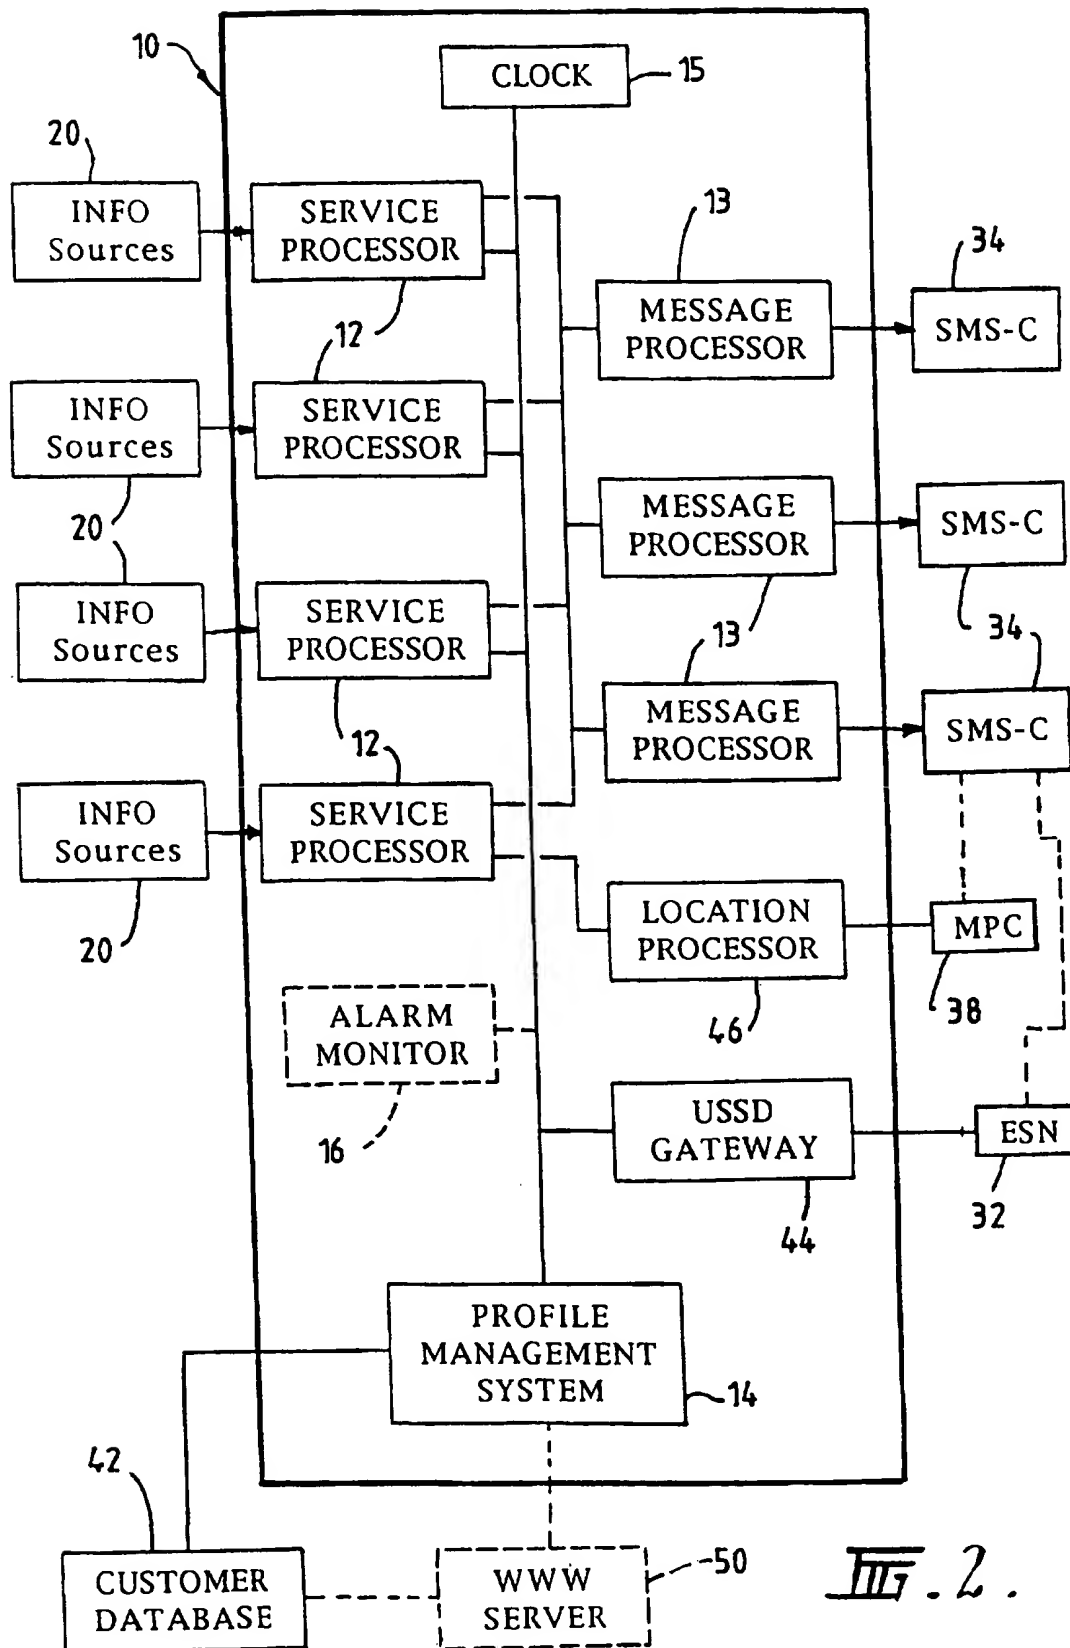 10
CLOCK
15
20
INFO
Sources
SERVICE
PROCESSOR
13
34
12
MESSAGE
PROCESSOR
SMS-C
INFO
Sources
SERVICE
PROCESSOR
20
MESSAGE
PROCESSOR
SMS-C
INFO
Sources
SERVICE
PROCESSOR
13
34
12
MESSAGE
PROCESSOR
SMS-C
INFO
Sources
SERVICE
PROCESSOR
20
LOCATION
PROCESSOR
MPC
46
38
ALARM
MONITOR
16
USSD
GATEWAY
ESN
44
32
PROFILE
MANAGEMENT
SYSTEM
14
42
CUSTOMER
DATABASE
WWW
SERVER
50
FIG. 2.